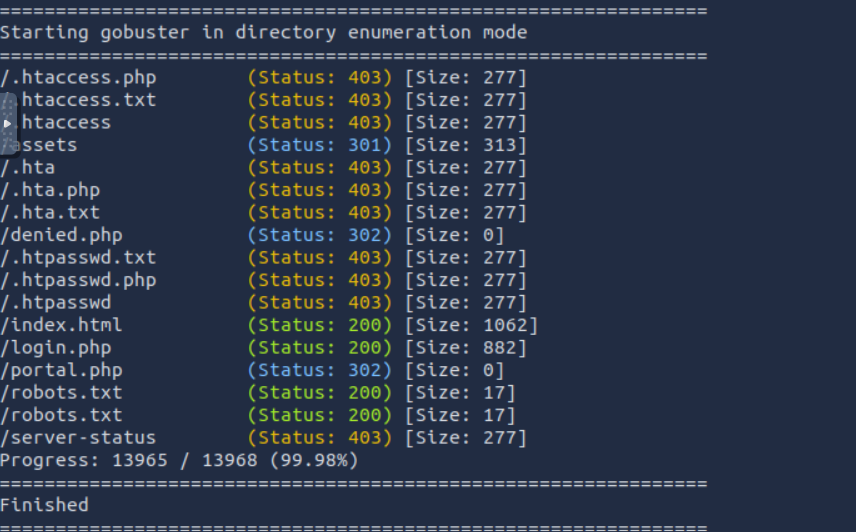 ===============================================================
Starting gobuster in directory enumeration mode
===============================================================
/.htaccess.php (Status: 403) [Size: 277]
/.htaccess.txt (Status: 403) [Size: 277]
.htaccess (Status: 403) [Size: 277]
/assets (Status: 301) [Size: 313]
/.hta (Status: 403) [Size: 277]
/.hta.php (Status: 403) [Size: 277]
/.hta.txt (Status: 403) [Size: 277]
/denied.php (Status: 302) [Size: 0]
/.htpasswd.txt (Status: 403) [Size: 277]
/.htpasswd.php (Status: 403) [Size: 277]
/.htpasswd (Status: 403) [Size: 277]
/index.html (Status: 200) [Size: 1062]
/login.php (Status: 200) [Size: 882]
/portal.php (Status: 302) [Size: 0]
/robots.txt (Status: 200) [Size: 17]
/robots.txt (Status: 200) [Size: 17]
/server-status (Status: 403) [Size: 277]
Progress: 13965 / 13968 (99.98%)
===============================================================
Finished
===============================================================